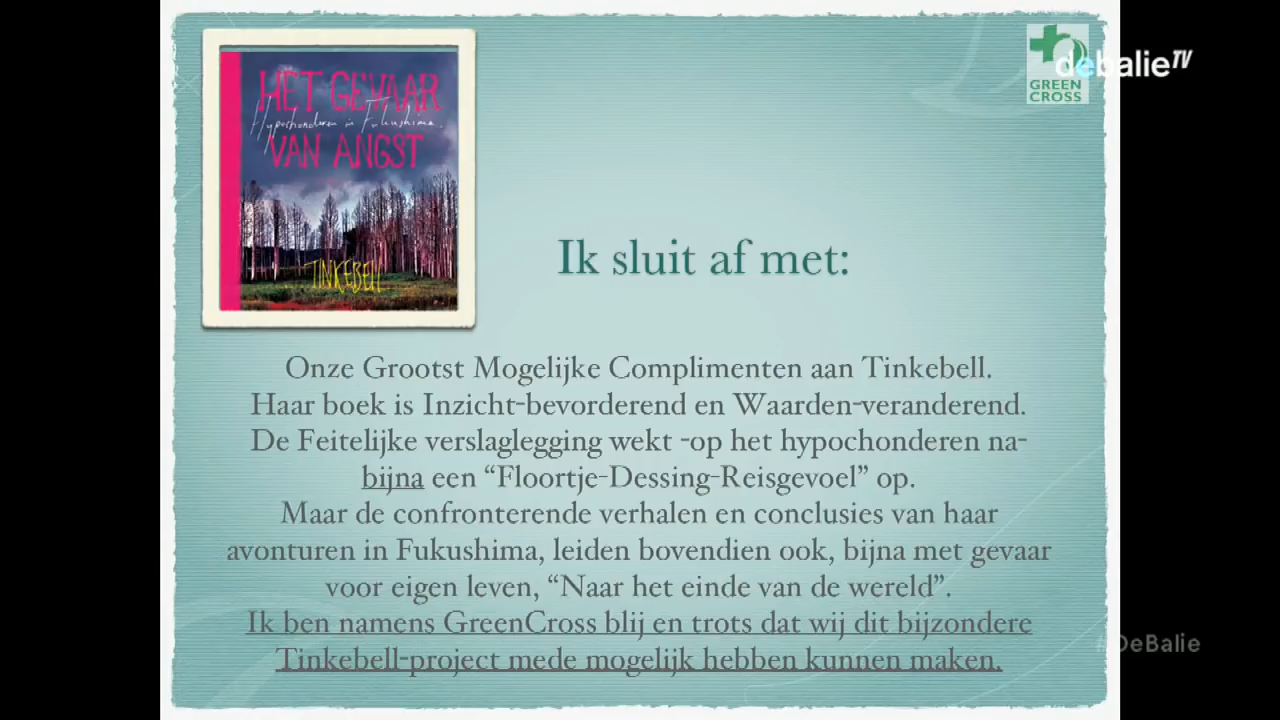 HET GEVAAR
Hypochonderen in Fukushima.
VAN ANGST
TINKEBELL
GREEN
CROSS
debalieTV
Ik sluit af met:
Onze Grootst Mogelijke Complimenten aan Tinkebell.
Haar boek is Inzicht-bevorderend en Waarden-veranderend.
De Feitelijke verslaglegging wekt -op het hypochonderen na-
bijna een “Floortje-Dessing-Reisgevoel” op.
Maar de confronterende verhalen en conclusies van haar
avonturen in Fukushima, leiden bovendien ook, bijna met gevaar
voor eigen leven, “Naar het einde van de wereld”.
Ik ben namens GreenCross blij en trots dat wij dit bijzondere
Tinkebell-project mede mogelijk hebben kunnen maken.
#DeBalie